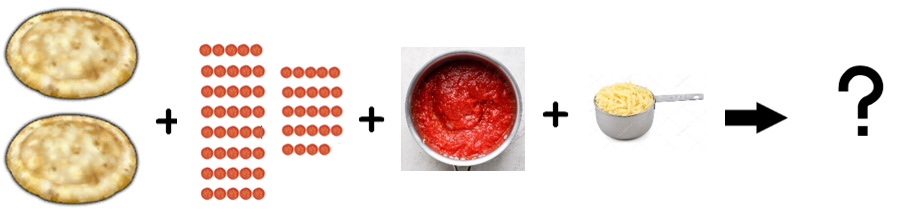 + + + ?